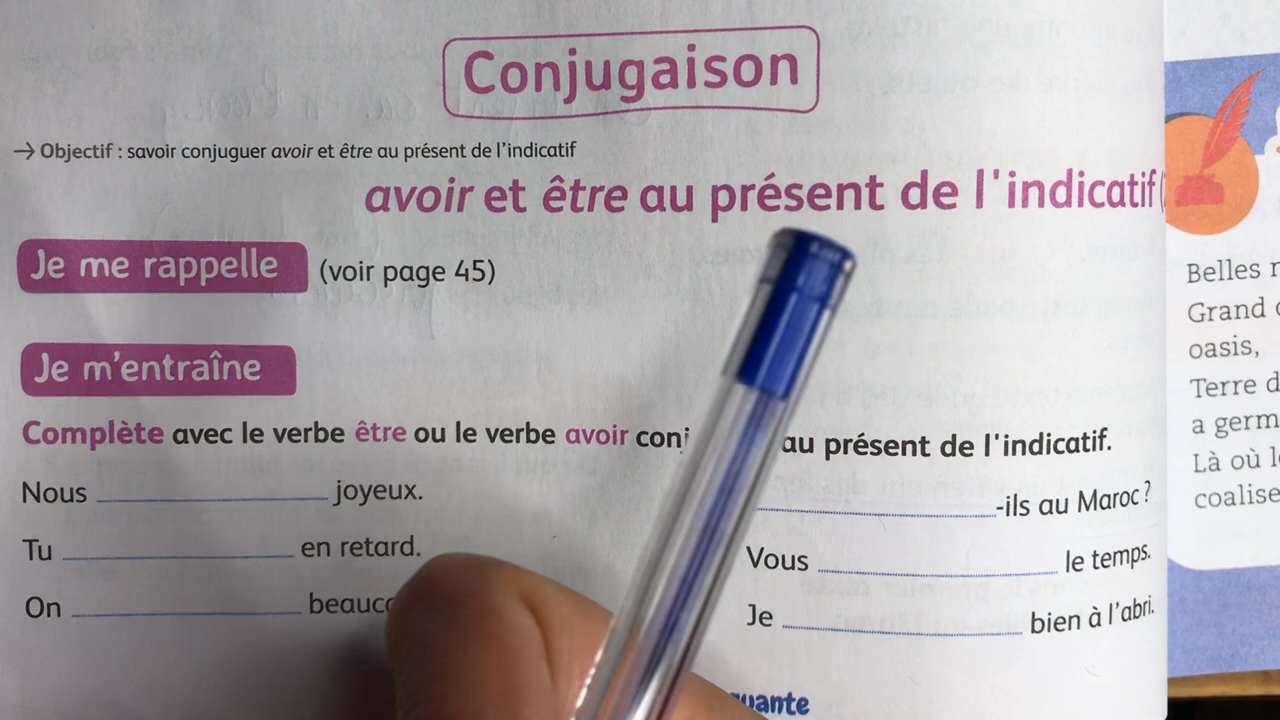 Conjugaison
→ Objectif : savoir conjuguer avoir et être au présent de l'indicatif
avoir et être au présent de l'indicatif
Je me rappelle (voir page 45)
Je m'entraîne
Complète avec le verbe être ou le verbe avoir au présent de l'indicatif.
Nous joyeux.
Tu en retard.
On
-ils au Maroc ?
Vous le temps.
Je bien à l'abri.
Belles
Grand
oasis,
Terre
a
Là où